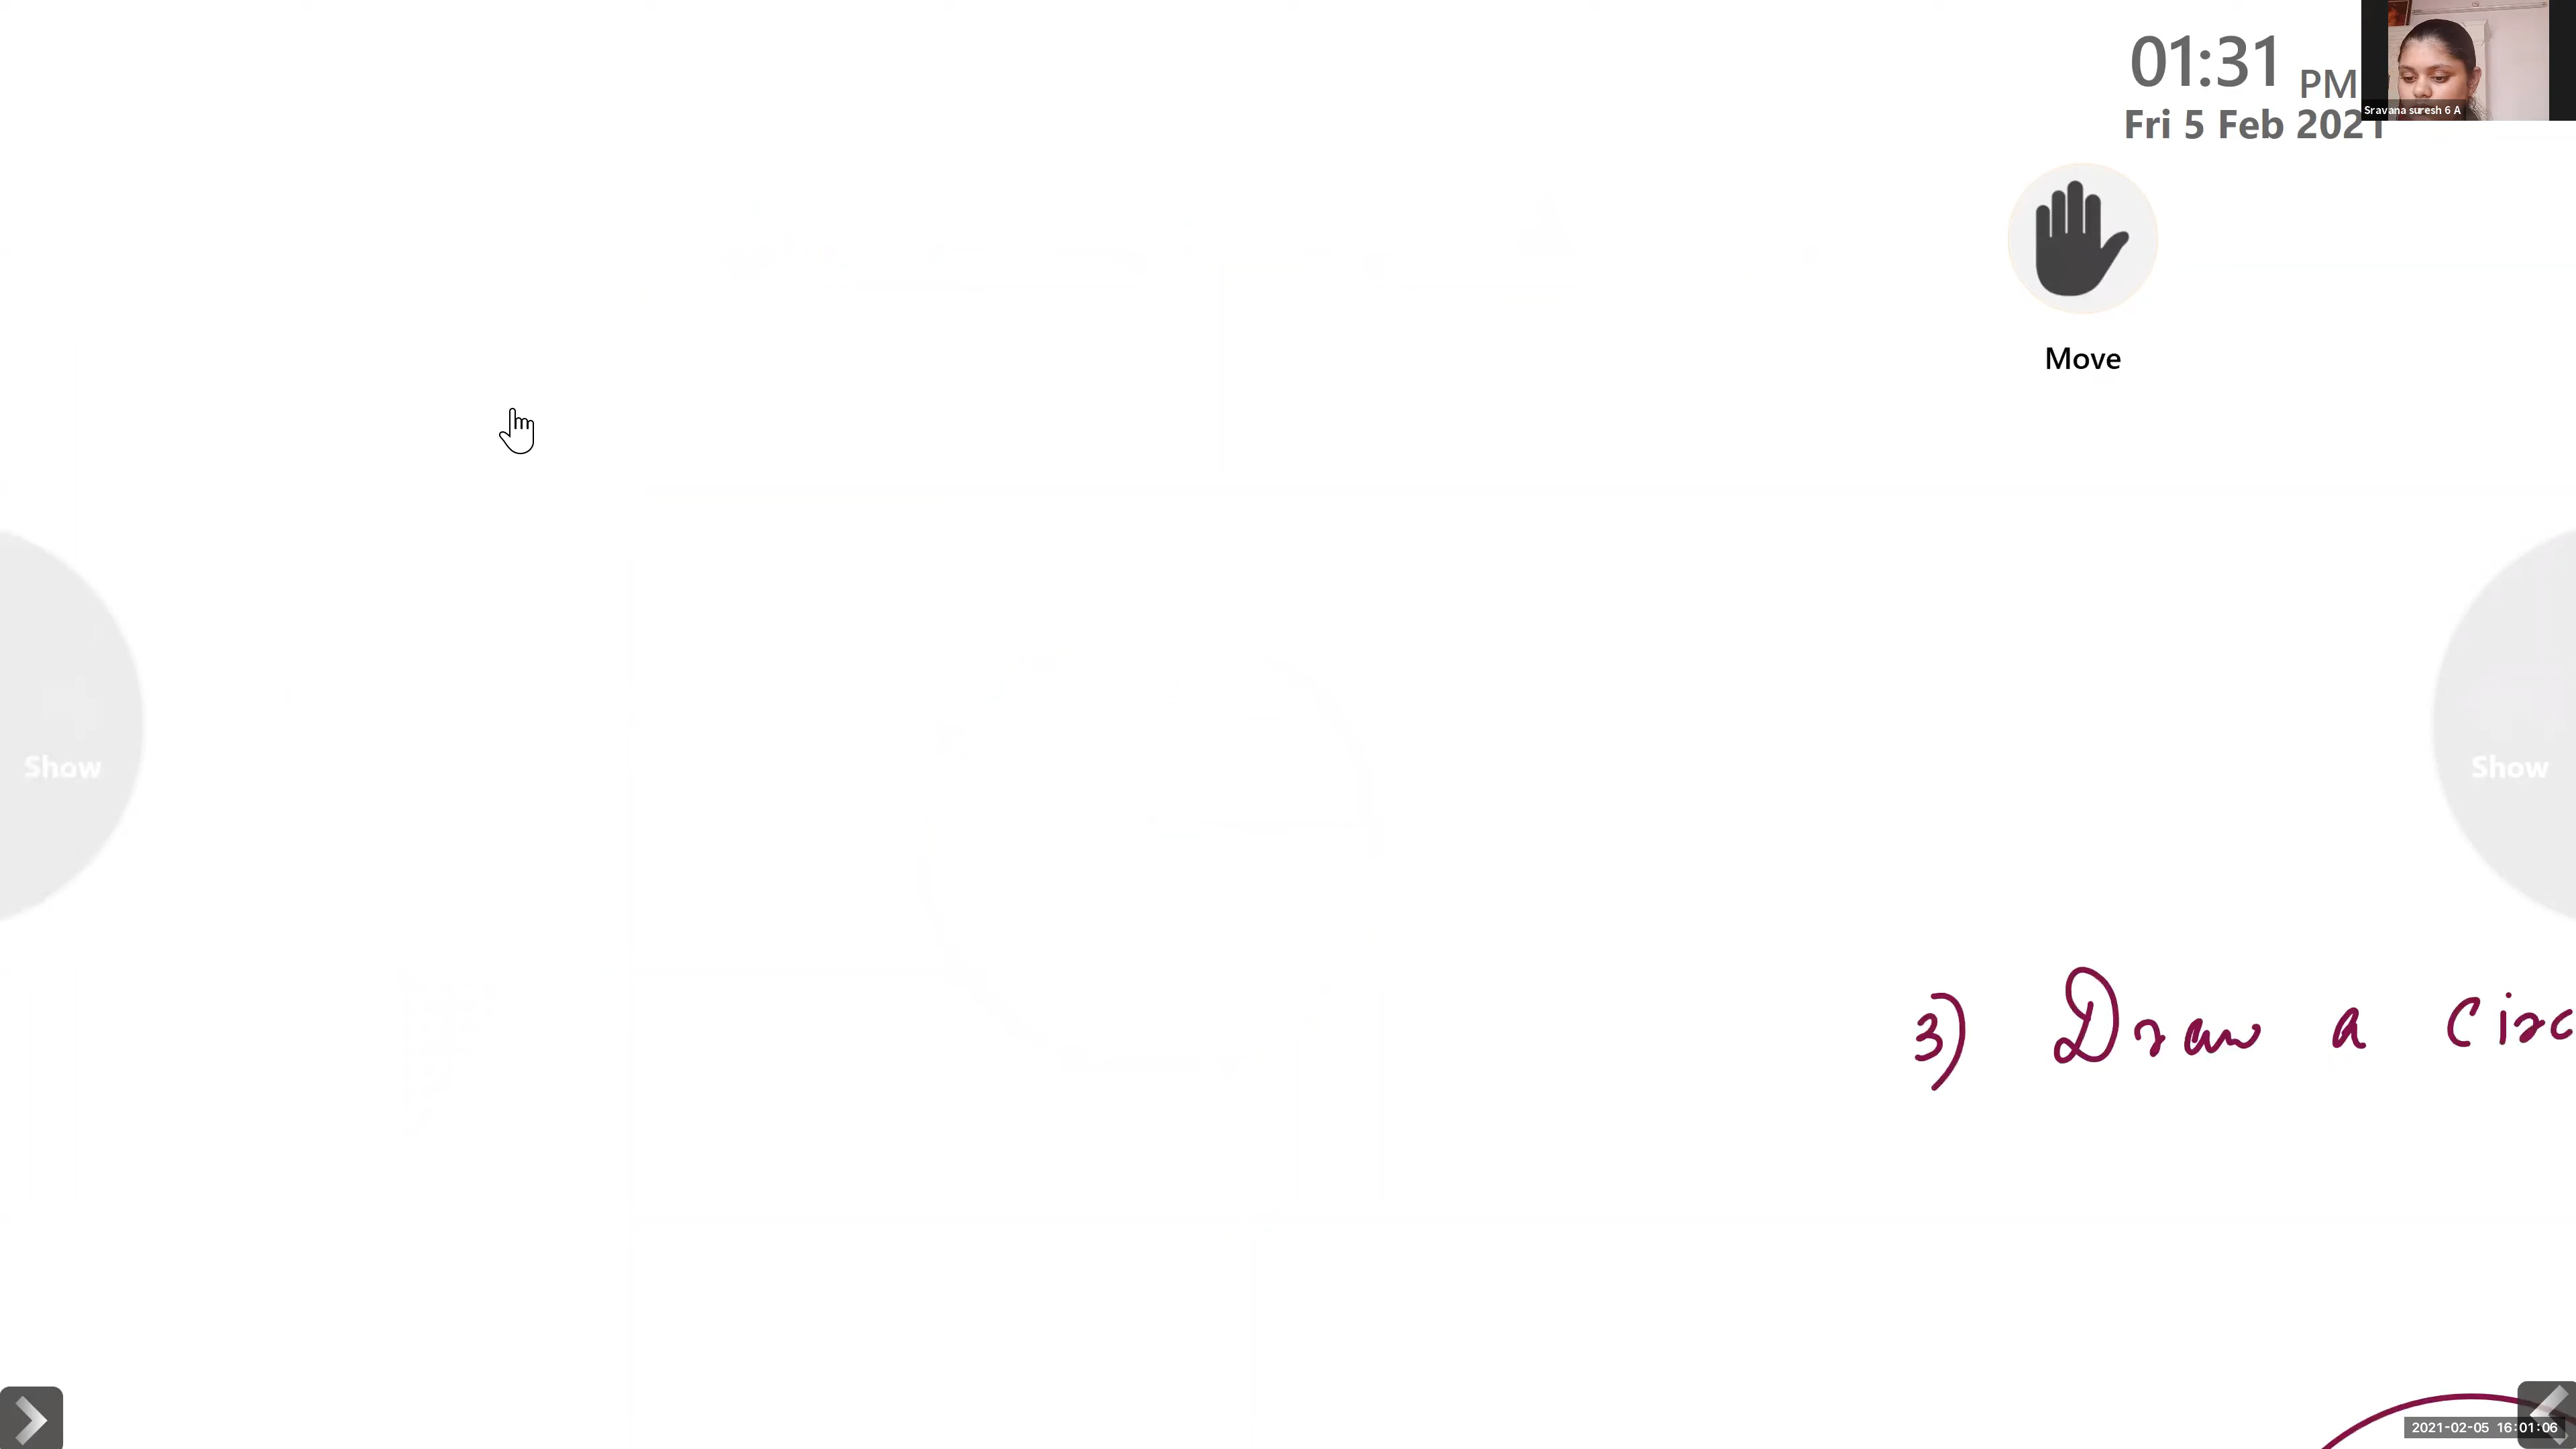 01:31 PM
Sravana suresh 6 A
Fri 5 Feb 2021
Move
Show
Show
3) Draw a Circ
2021-02-05 16:01:06